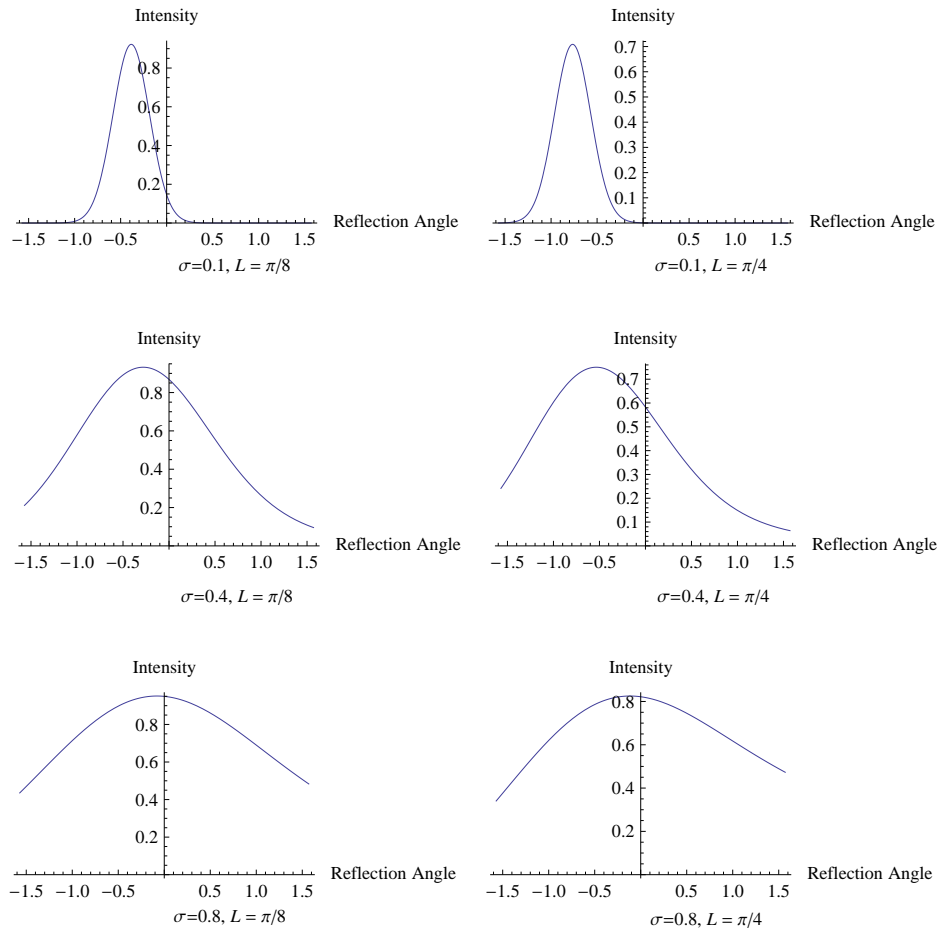 Intensity
0.8
0.6
0.4
0.2
−1.5 −1.0 −0.5 0.5 1.0 1.5
Reflection Angle
σ=0.1, L = π/8
Intensity
0.7
0.6
0.5
0.4
0.3
0.2
0.1
−1.5 −1.0 −0.5 0.5 1.0 1.5
Reflection Angle
σ=0.1, L = π/4
Intensity
0.8
0.6
0.4
0.2
−1.5 −1.0 −0.5 0.5 1.0 1.5
Reflection Angle
σ=0.4, L = π/8
Intensity
0.7
0.6
0.5
0.4
0.3
0.2
0.1
−1.5 −1.0 −0.5 0.5 1.0 1.5
Reflection Angle
σ=0.4, L = π/4
Intensity
0.8
0.6
0.4
0.2
−1.5 −1.0 −0.5 0.5 1.0 1.5
Reflection Angle
σ=0.8, L = π/8
Intensity
0.8
0.6
0.4
0.2
−1.5 −1.0 −0.5 0.5 1.0 1.5
Reflection Angle
σ=0.8, L = π/4